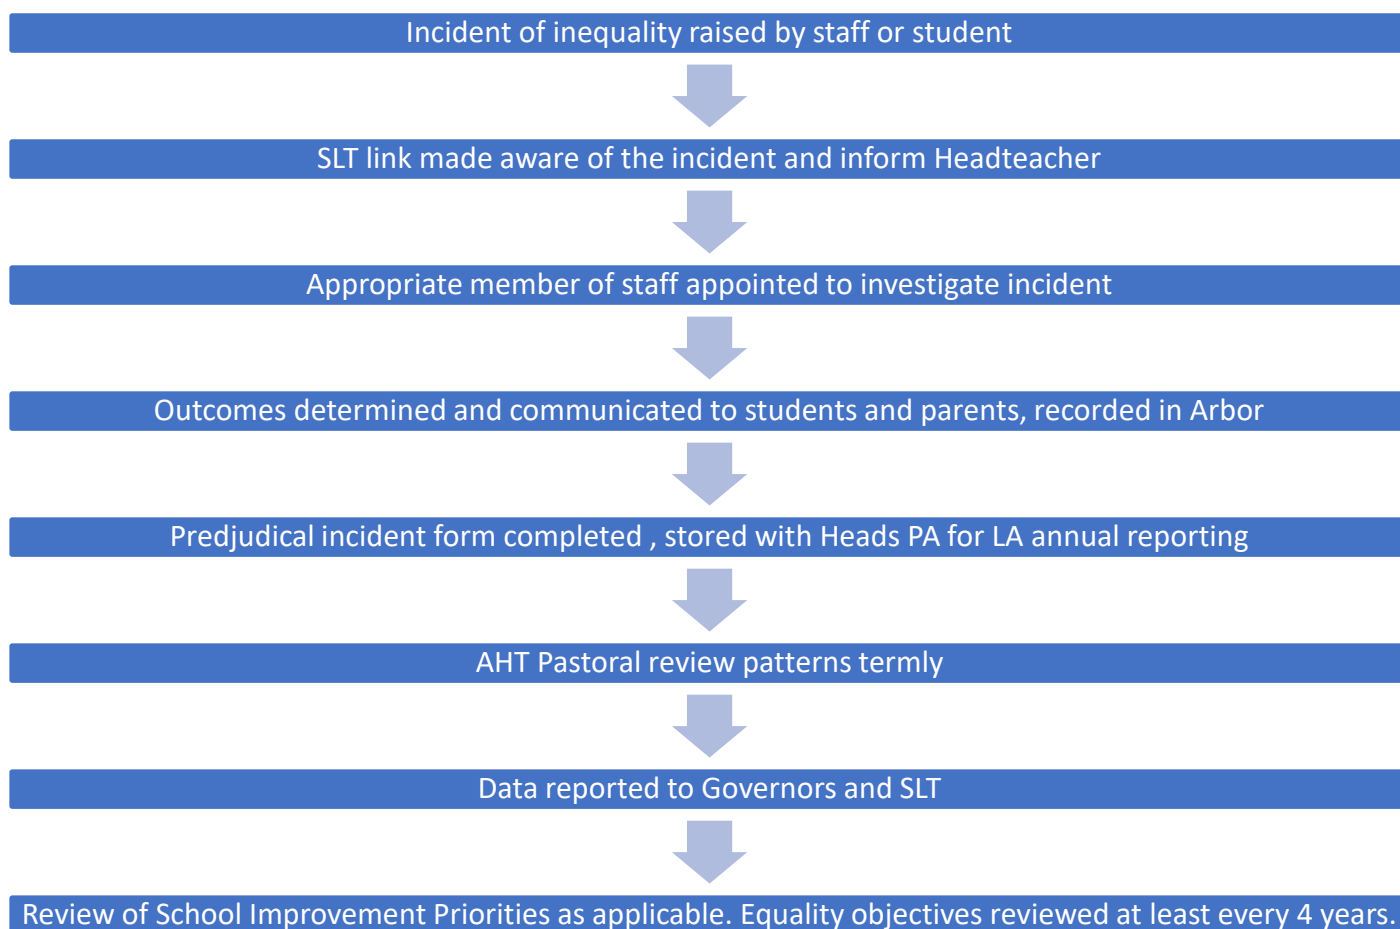 Incident of inequality raised by staff or student
SLT link made aware of the incident and inform Headteacher
Appropriate member of staff appointed to investigate incident
Outcomes determined and communicated to students and parents, recorded in Arbor
Predjudical incident form completed , stored with Heads PA for LA annual reporting
AHT Pastoral review patterns termly
Data reported to Governors and SLT
Review of School Improvement Priorities as applicable. Equality objectives reviewed at least every 4 years.